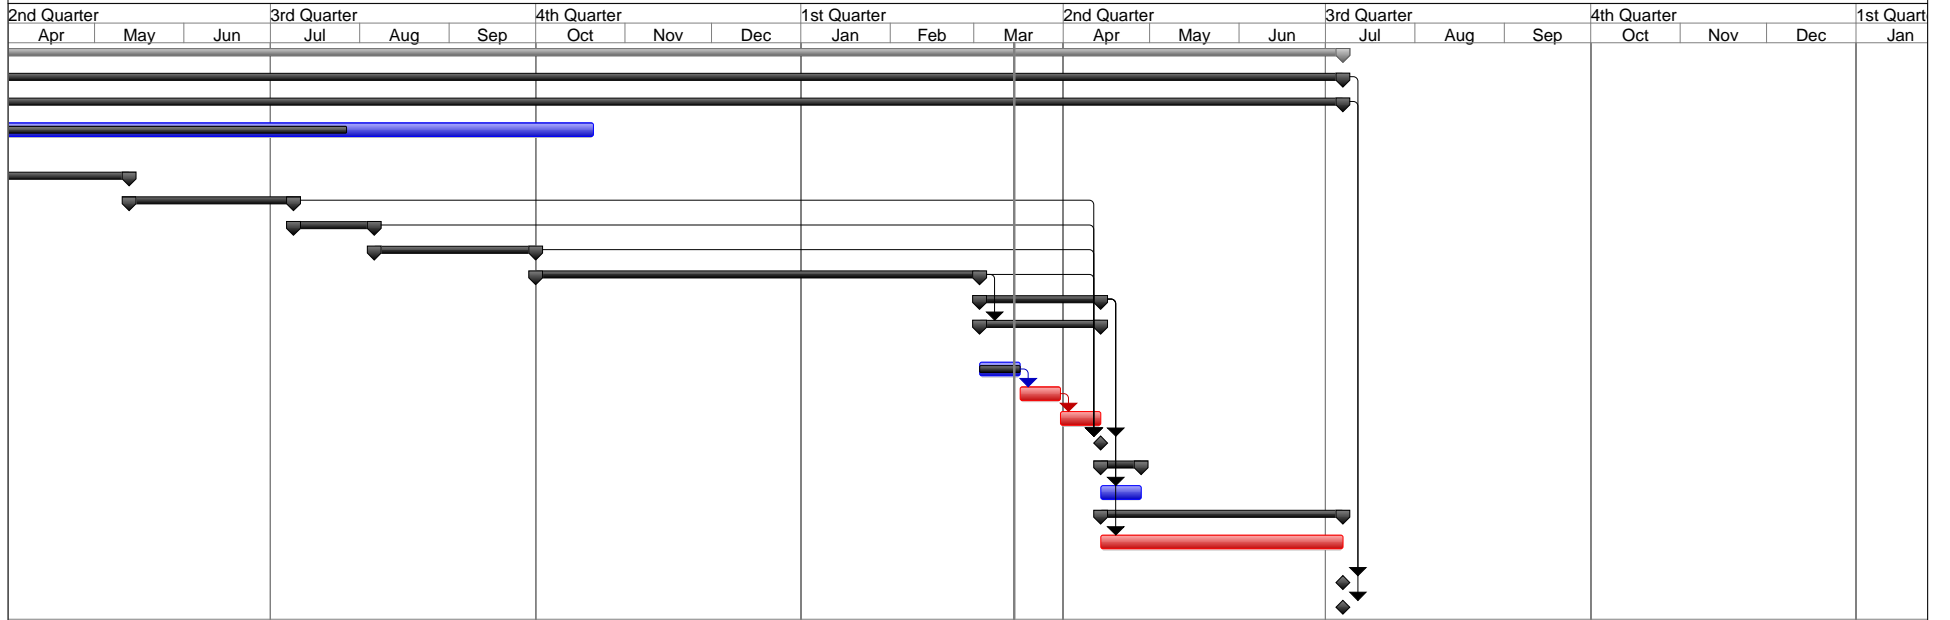 2nd Quarter 3rd Quarter 4th Quarter 1st Quarter 2nd Quarter 3rd Quarter 4th Quarter 1st Quart
Apr May Jun Jul Aug Sep Oct Nov Dec Jan Feb Mar Apr May Jun Jul Aug Sep Oct Nov Dec Jan